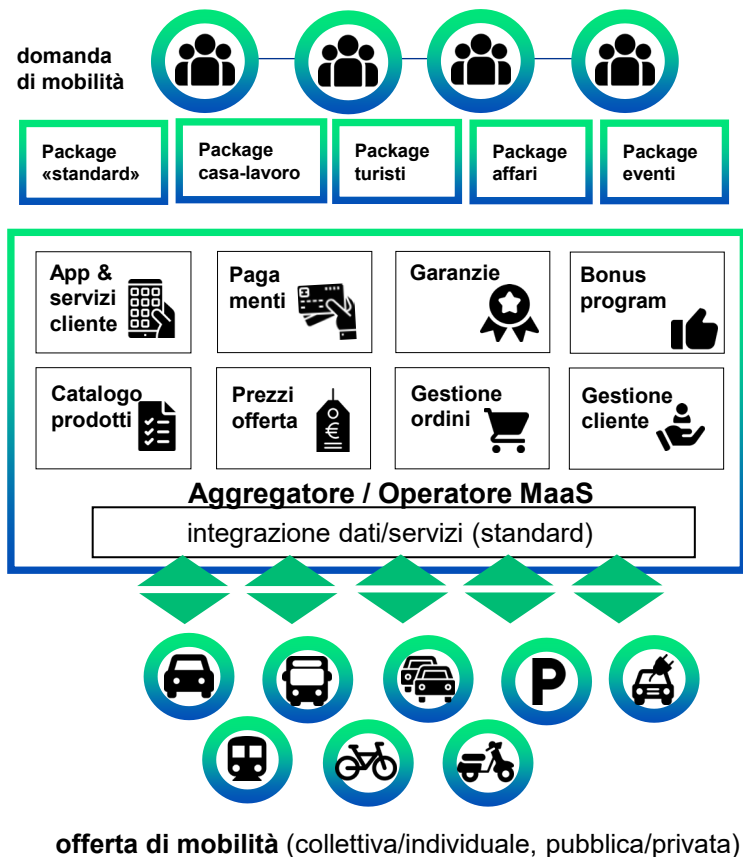 domanda
di mobilità
Package
«standard»
Package
casa-lavoro
Package
turisti
Package
affari
Package
eventi
App &
servizi
cliente
Paga
menti
Garanzie
Bonus
program
Catalogo
prodotti
Prezzi
offerta
€
Gestione
ordini
Gestione
cliente
Aggregatore / Operatore MaaS
integrazione dati/servizi (standard)
P
offerta di mobilità (collettiva/individuale, pubblica/privata)